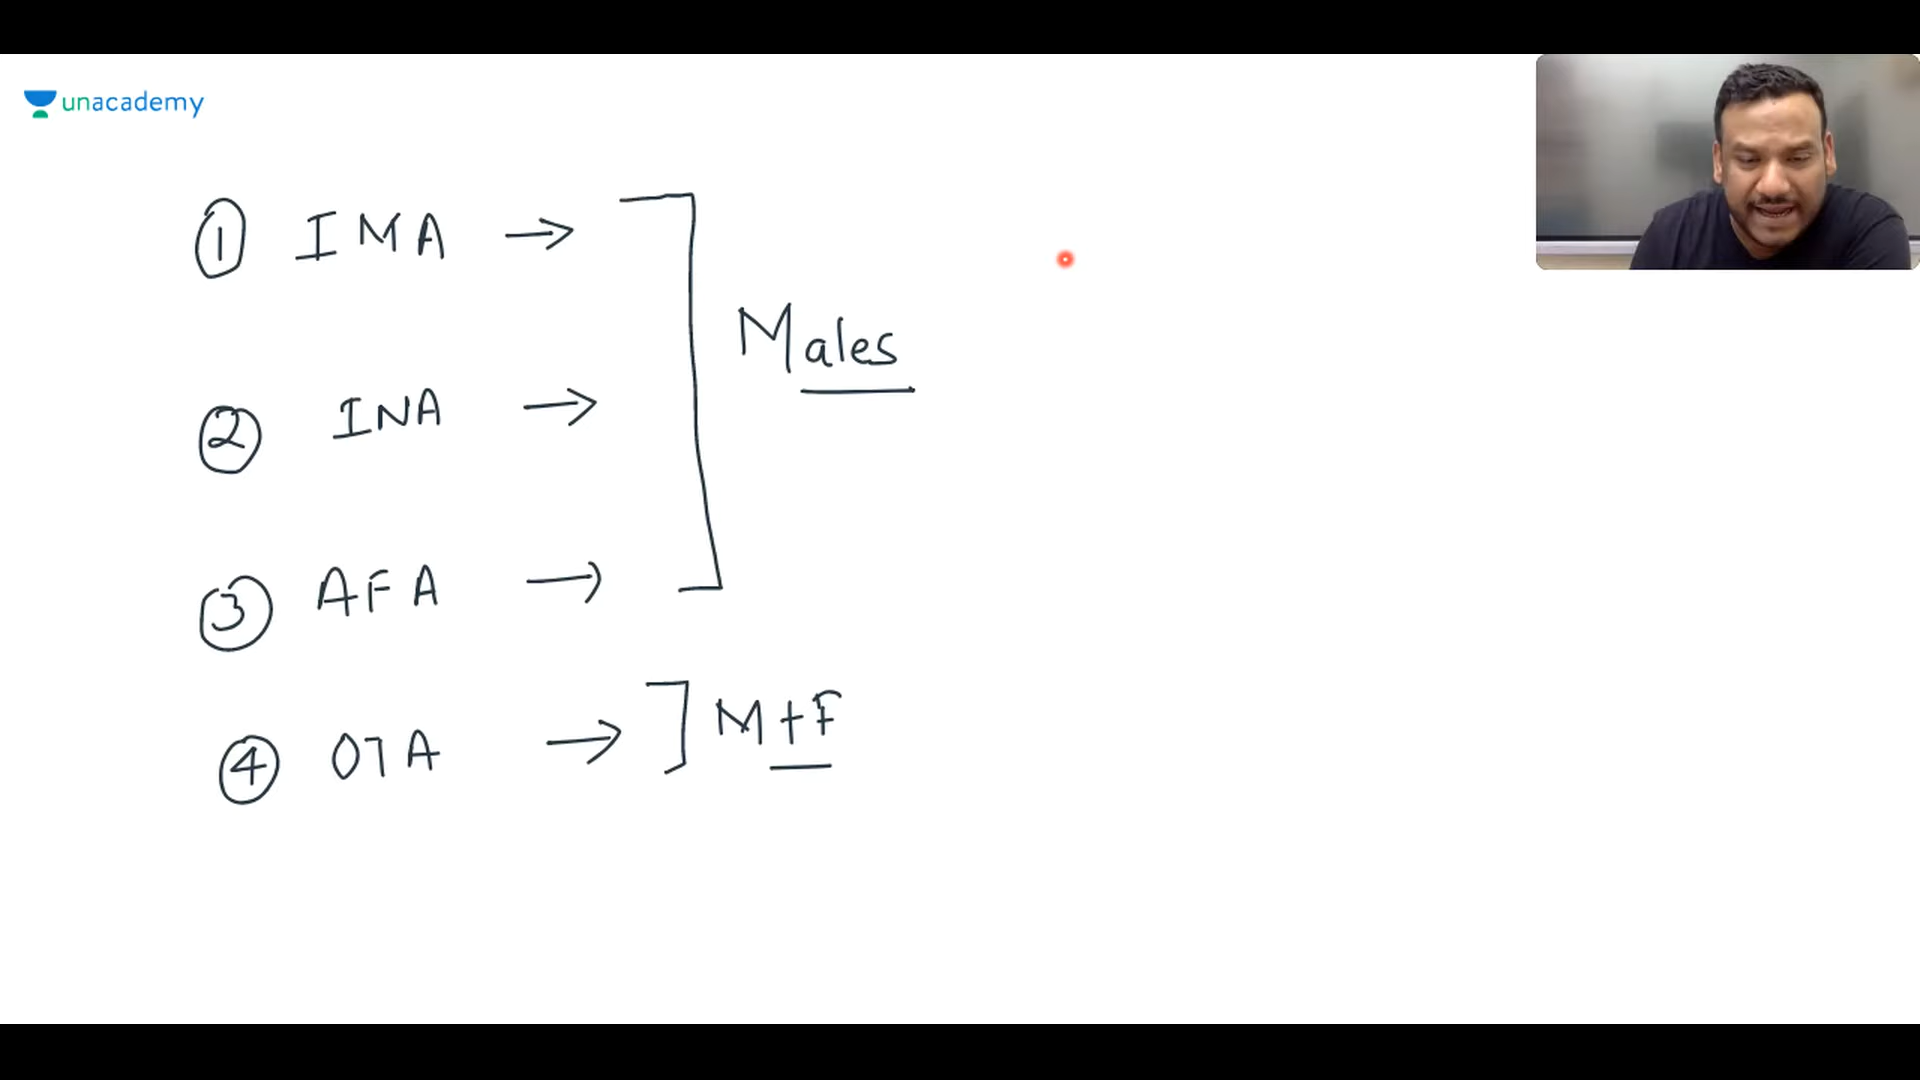 unacademy
1 IMA →
Males
2 INA →
3 AFA →
4 OTA → M+F